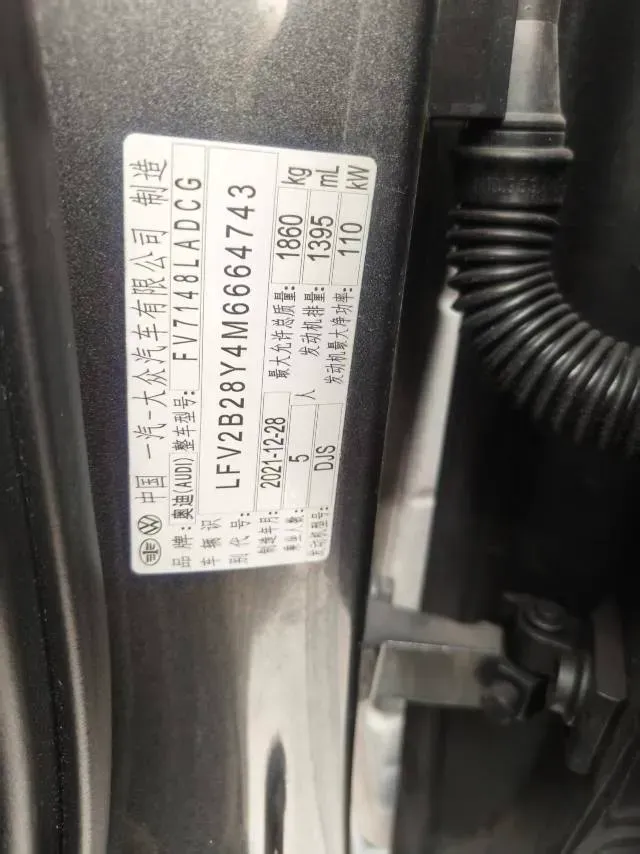 中国 一汽-大众汽车有限公司 制造
品牌：奥迪(AUDI) 整车型号： FV7148LADCG
车辆识别代号： LFV2B28Y4M6664743
制造年月： 2021-12-28 最大允许总质量： 1860 kg
乘坐人数： 5 人 发动机排量： 1395 mL
发动机型号： DJS 发动机最大净功率： 110 kW